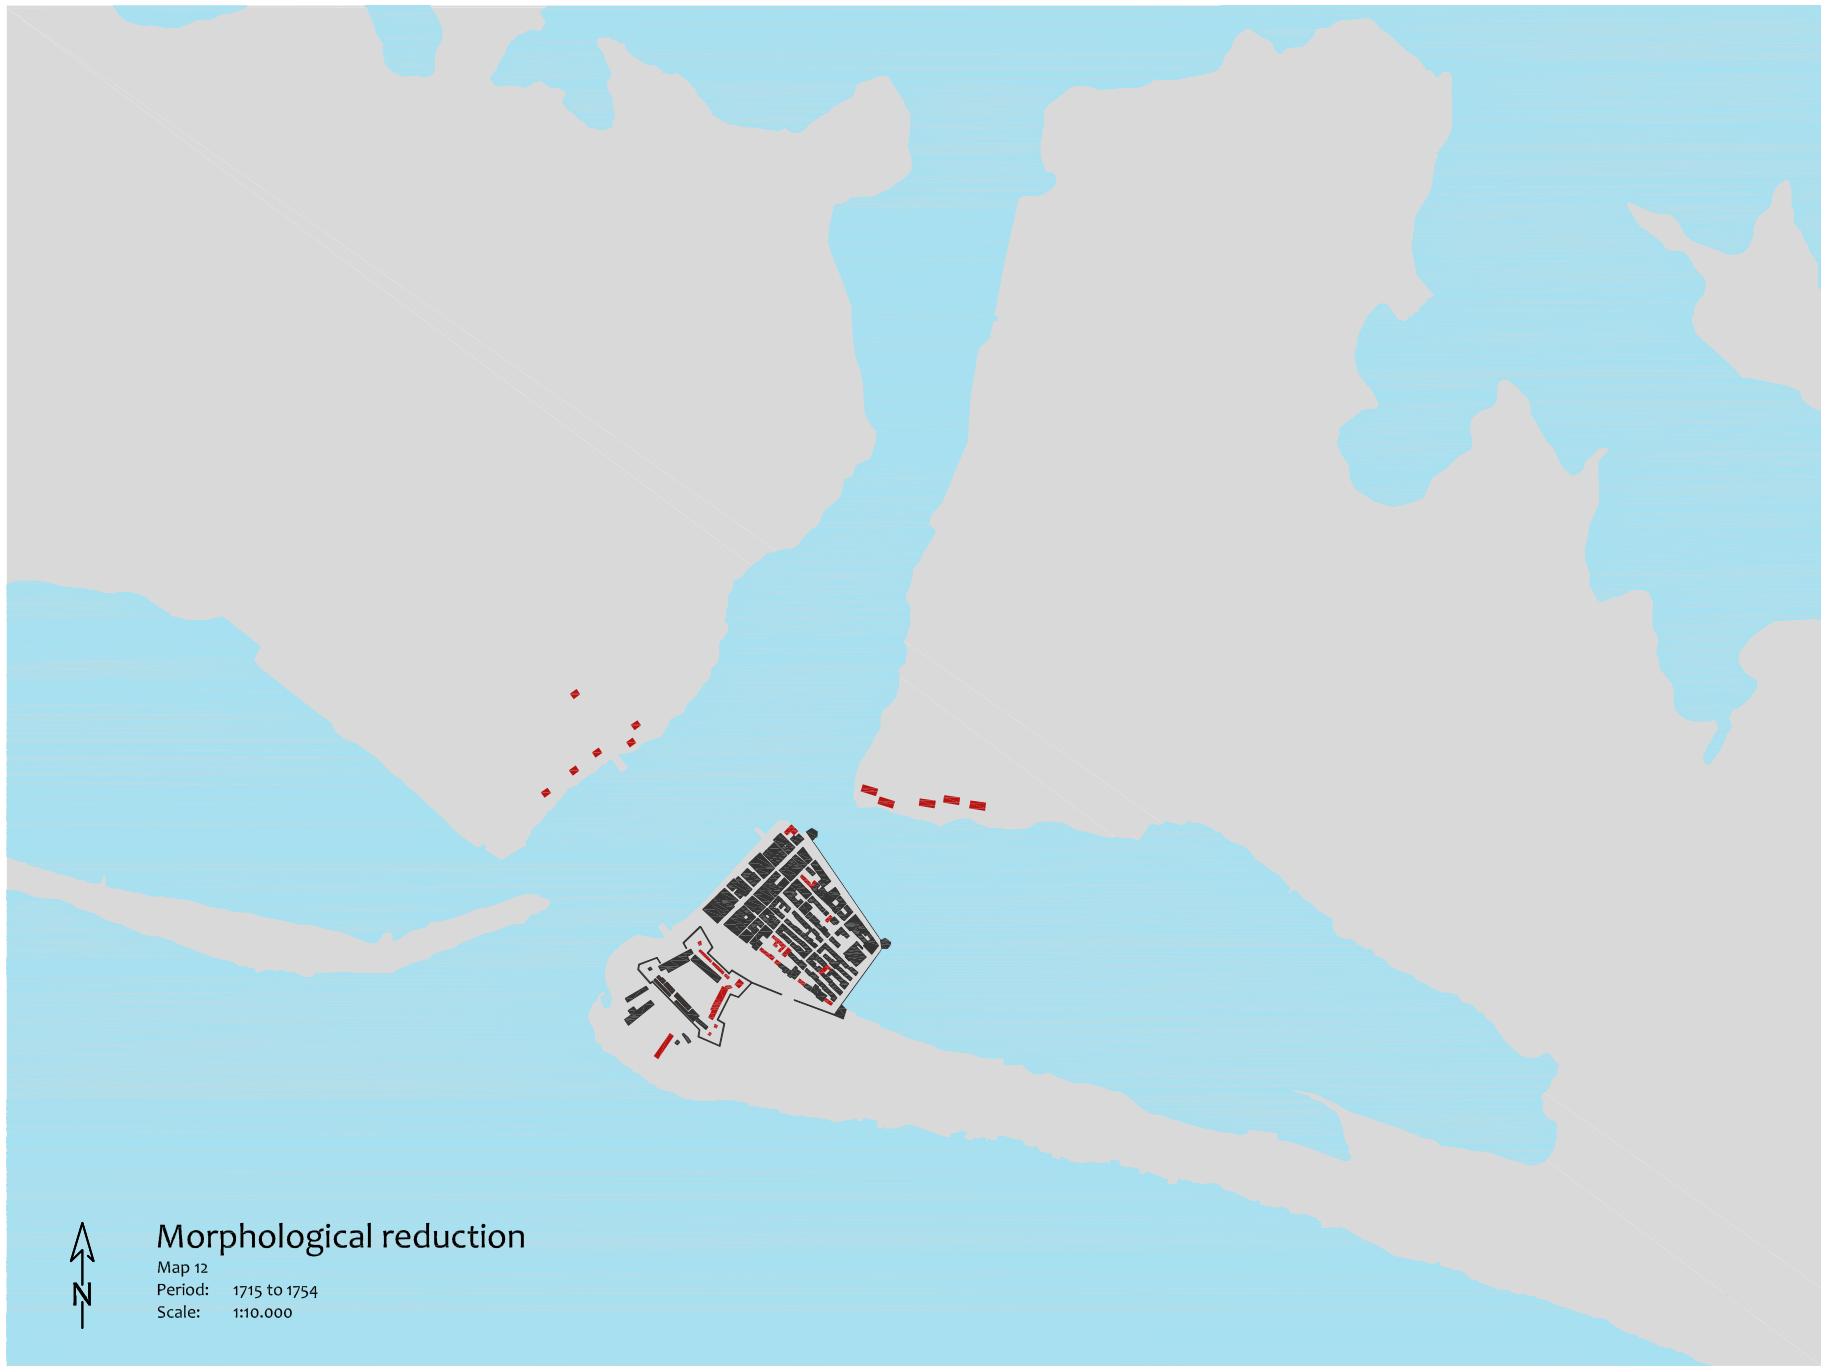 Morphological reduction
Map 12
Period: 1715 to 1754
Scale: 1:10.000
N